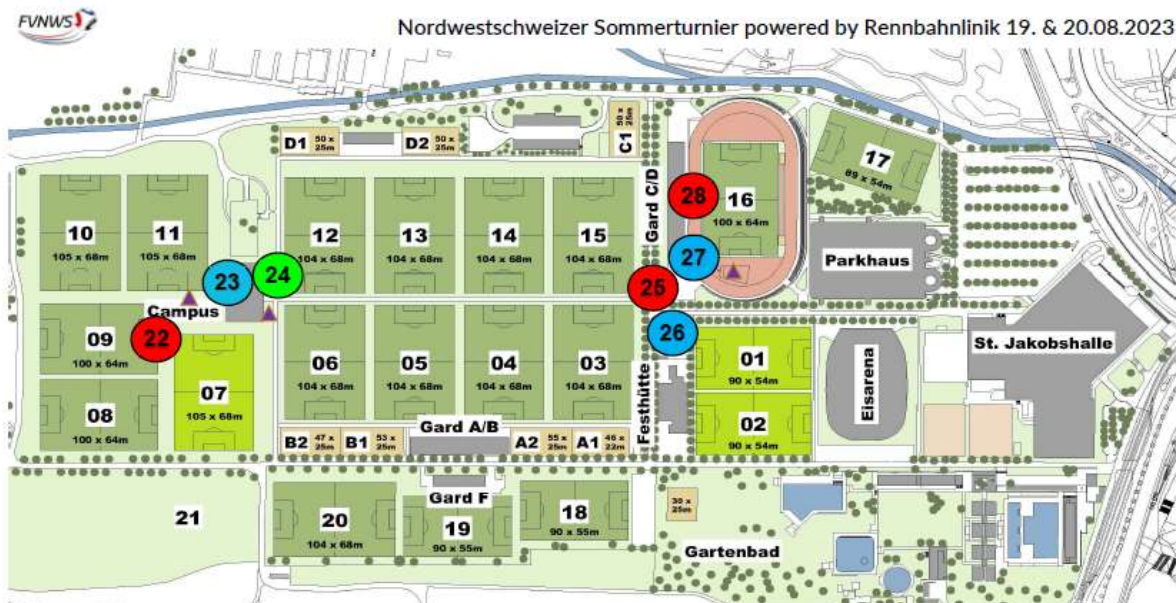 FVNWS
Nordwestschweizer Sommerturnier powered by Rennbahnlinik 19. & 20.08.2023
D1 50 x 25m
D2 50 x 25m
C1 50 x 25m
17
89 x 54m
10
105 x 68m
11
105 x 68m
12
104 x 68m
13
104 x 68m
14
104 x 68m
15
104 x 68m
Gard C/D
28
16
100 x 64m
27
Parkhaus
23
24
25
Campus
22
26
09
100 x 64m
07
105 x 68m
08
100 x 64m
06
104 x 68m
05
104 x 68m
04
104 x 68m
03
104 x 68m
Festhütte
01
90 x 54m
02
90 x 54m
Eisarena
St. Jakobshalle
Gard A/B
B2 47 x 25m
B1 53 x 25m
A2 55 x 25m
A1 46 x 22m
Gard F
21
20
104 x 68m
19
90 x 55m
18
90 x 55m
30 x 25m
Gartenbad